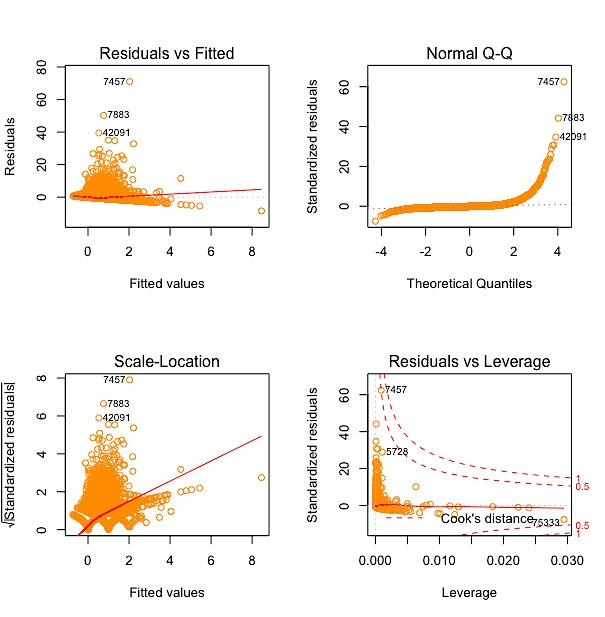 Residuals vs Fitted
Residuals
80
60
40
20
0
7457
7883
42091
0 2 4 6 8
Fitted values
Normal Q-Q
Standardized residuals
60
40
20
0
7457
7883
42091
-4 -2 0 2 4
Theoretical Quantiles
Scale-Location
√|Standardized residuals|
8
6
4
2
0
7457
7883
42091
0 2 4 6 8
Fitted values
Residuals vs Leverage
Standardized residuals
60
40
20
0
7457
5728
1
0.5
Cook's distance
75333
0.5
1
0.000 0.010 0.020 0.030
Leverage